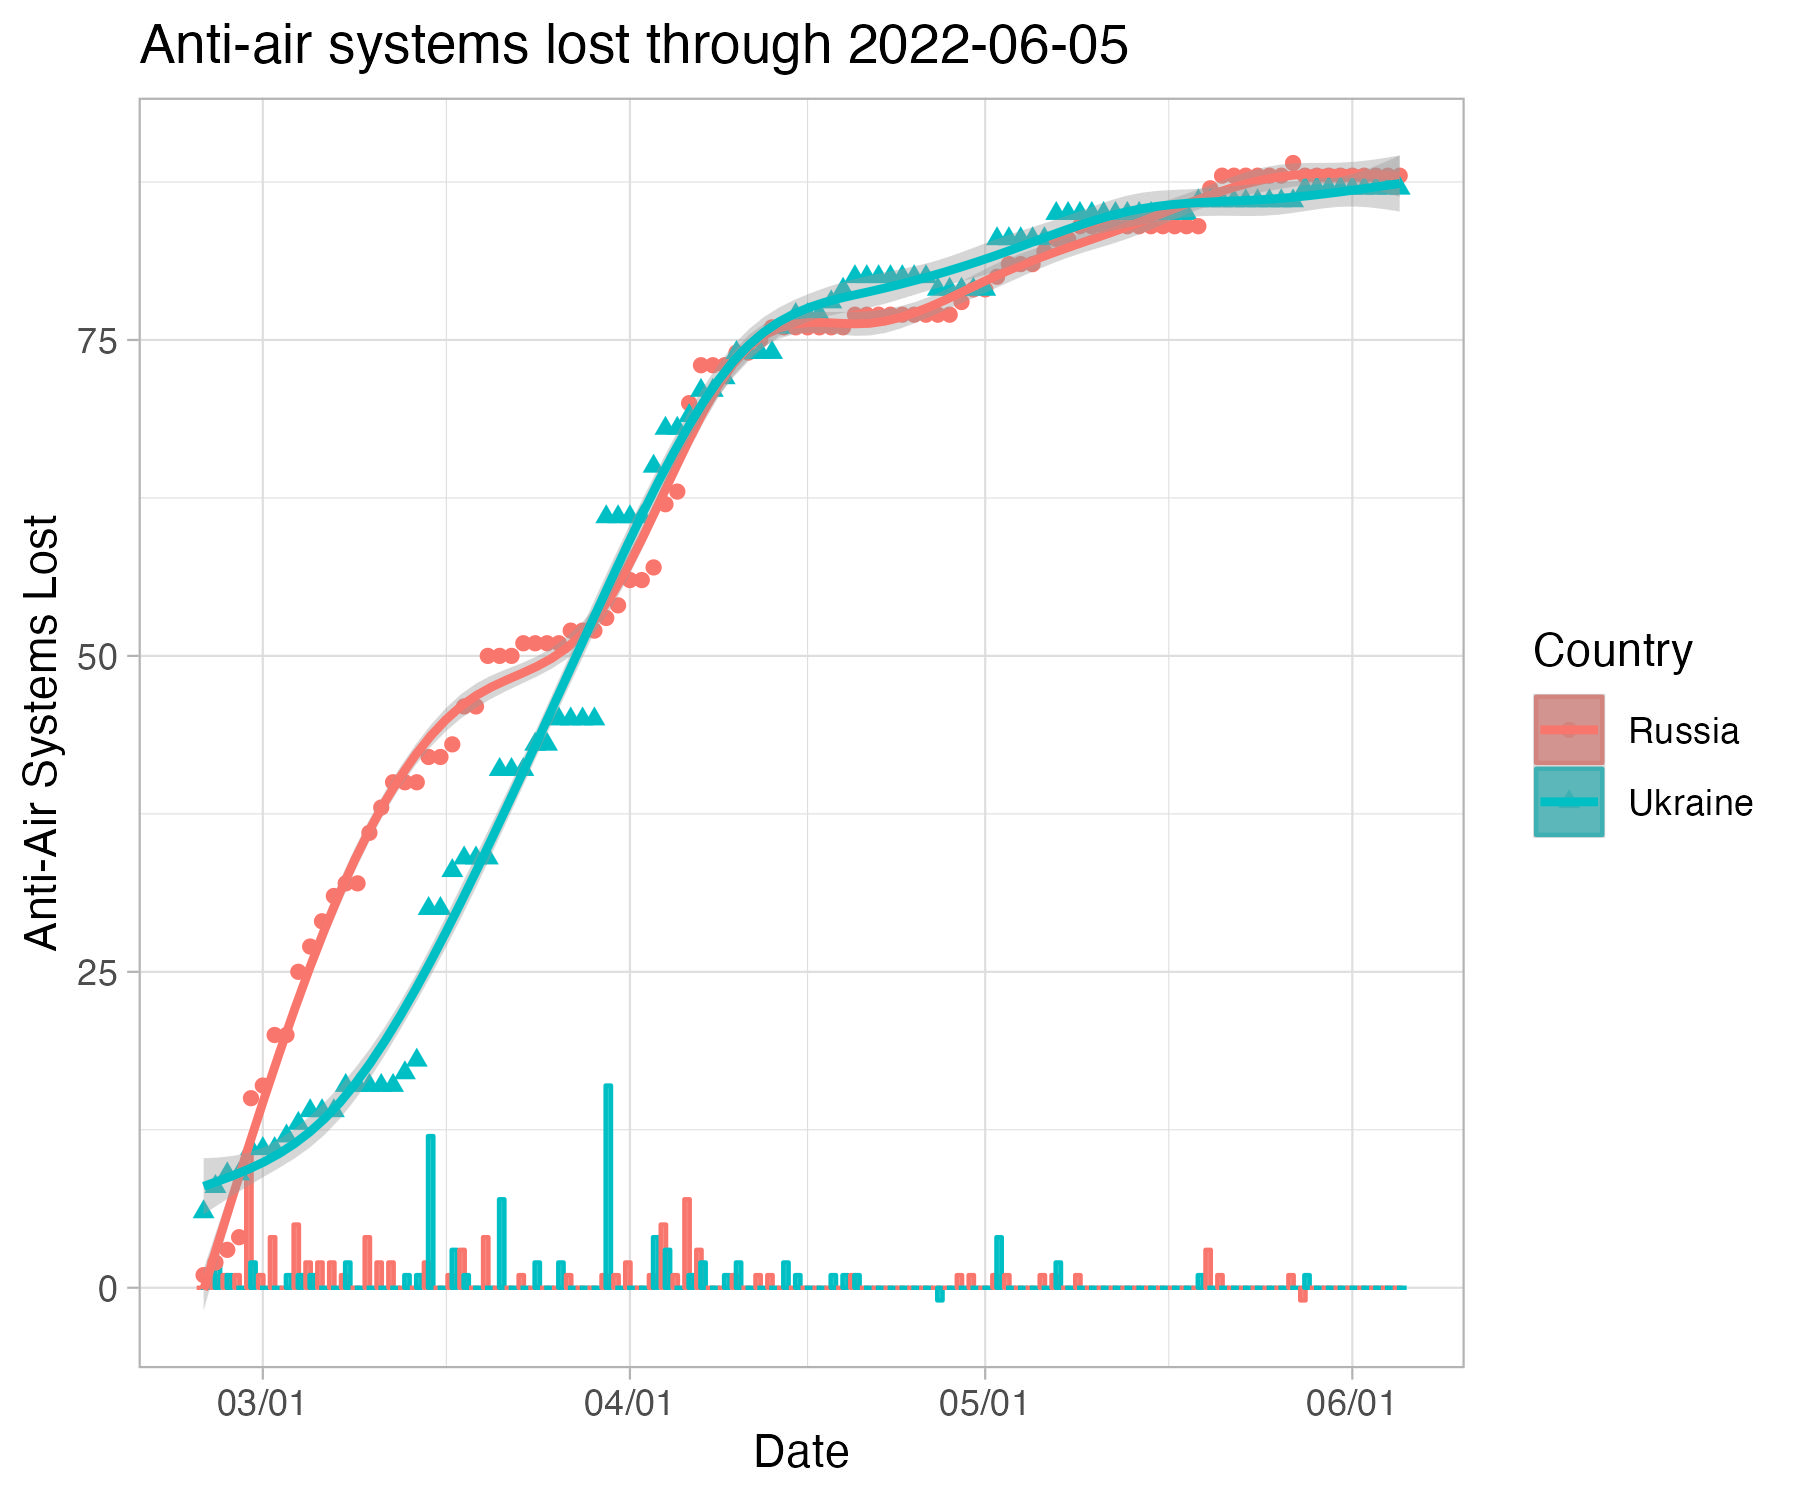 Anti-air systems lost through 2022-06-05
Anti-Air Systems Lost
75
50
25
0
03/01
04/01
05/01
06/01
Date
Country
Russia
Ukraine